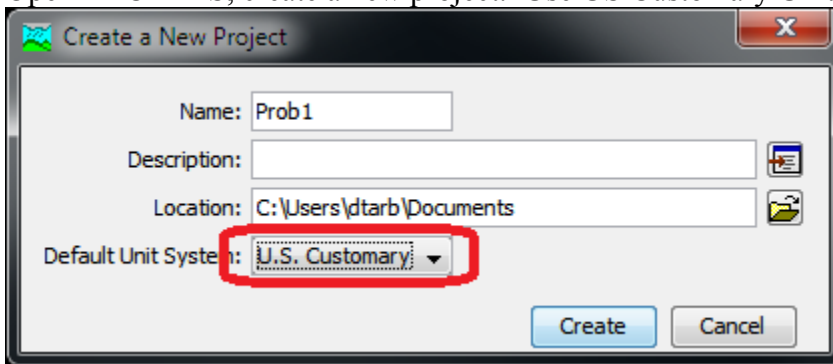 Create a New Project
Name: Prob1
Description:
Location: C:\Users\dtarb\Documents
Default Unit System: U.S. Customary
Create Cancel